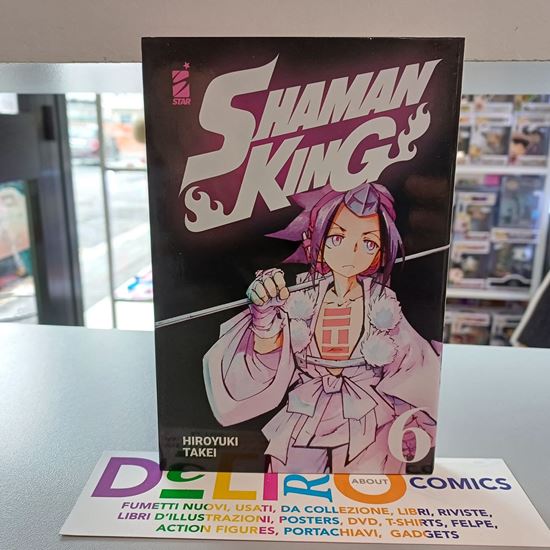 STAR
SHAMAN
KING
HIROYUKI
TAKEI
6
DeLIRO ABOUT COMICS
FUMETTI NUOVI, USATI, DA COLLEZIONE, LIBRI, RIVISTE,
LIBRI D'ILLUSTRAZIONI, POSTERS, DVD, T-SHIRTS, FELPE,
ACTION FIGURES, PORTACHIAVI, GADGETS